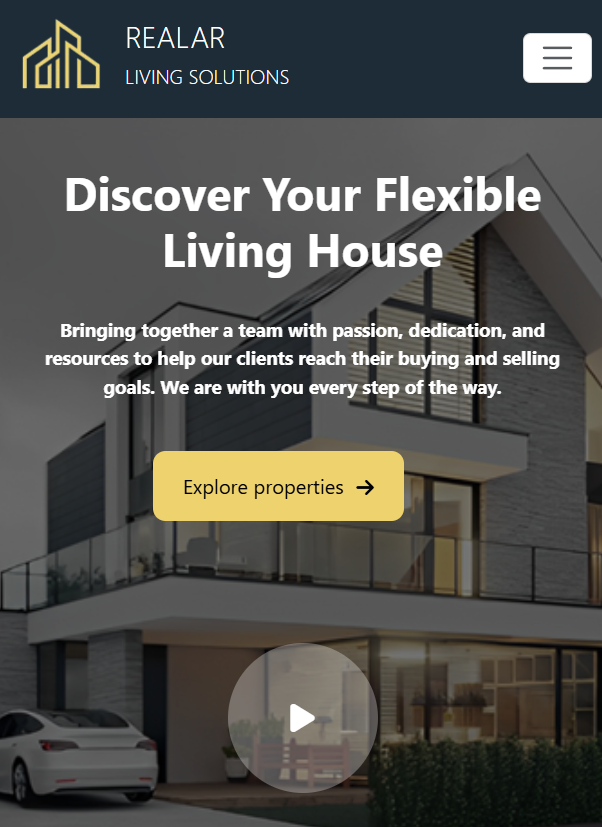 REALAR
LIVING SOLUTIONS
Discover Your Flexible
Living House
Bringing together a team with passion, dedication, and
resources to help our clients reach their buying and selling
goals. We are with you every step of the way.
Explore properties